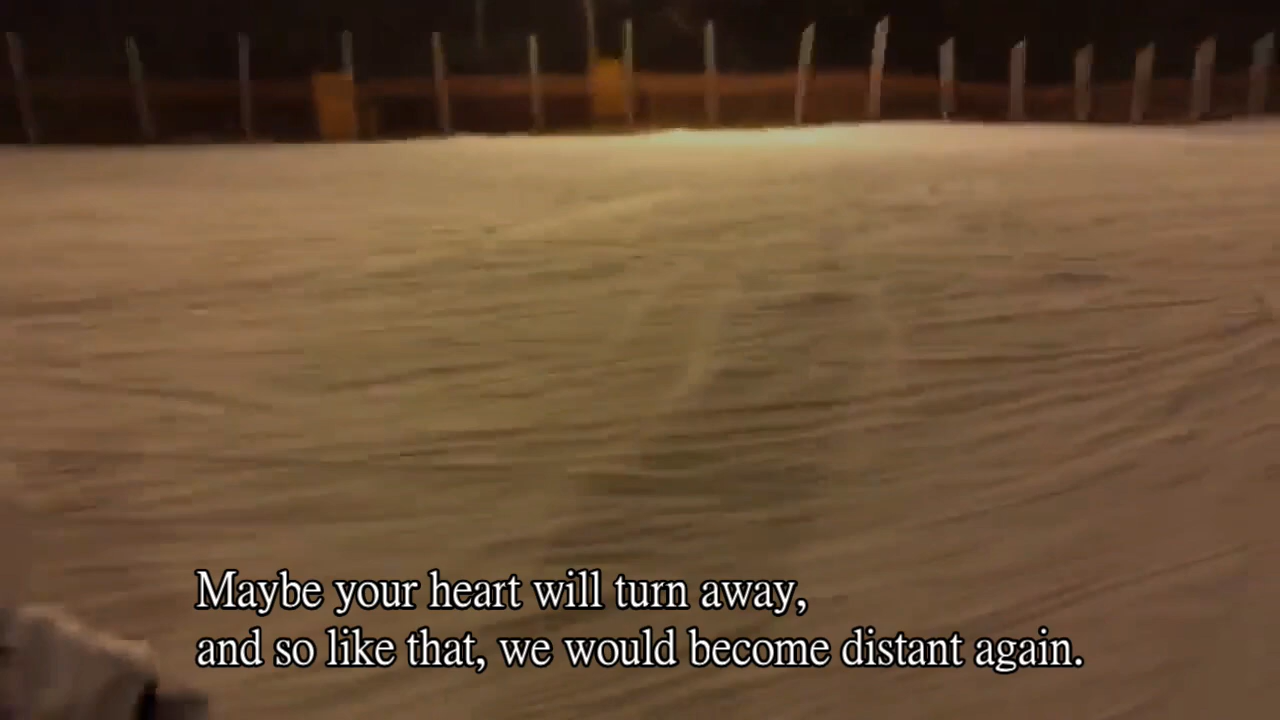 Maybe your heart will turn away,
and so like that, we would become distant again.